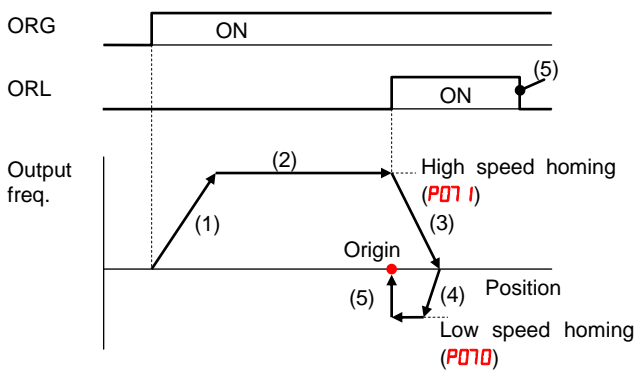 ORG
ON
ORL
ON
(5)
Output
freq.
(2)
High speed homing
(P071)
(1)
(3)
Origin
(5)
(4)
Position
Low speed homing
(P070)